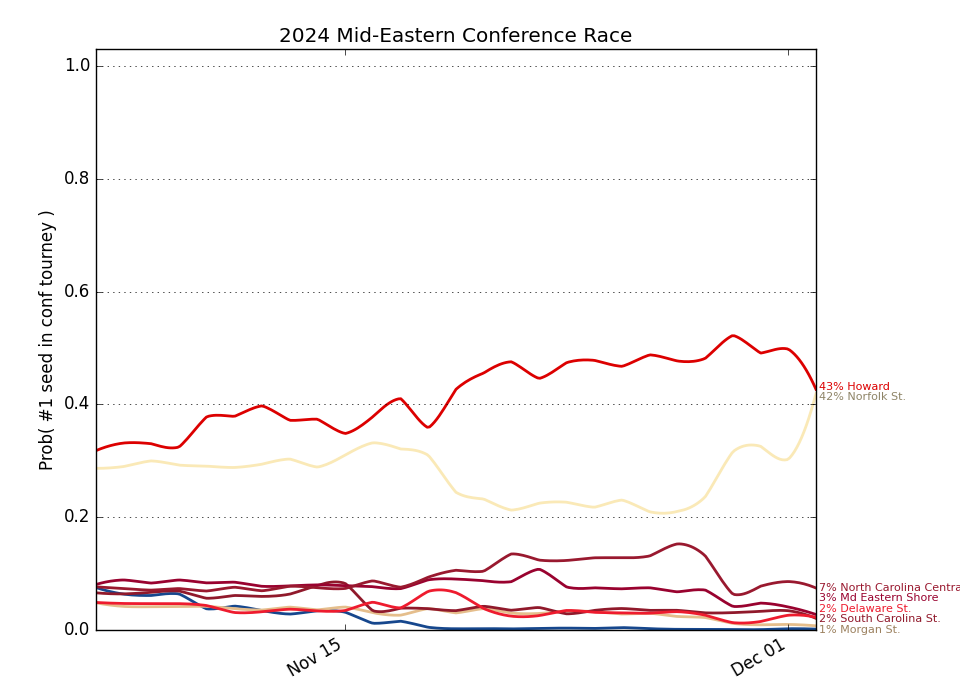 2024 Mid-Eastern Conference Race
Prob( #1 seed in conf tourney )
1.0
0.8
0.6
0.4
0.2
0.0
Nov 15
Dec 01
43% Howard
42% Norfolk St.
7% North Carolina Centra
3% Md Eastern Shore
2% Delaware St.
2% South Carolina St.
1% Morgan St.